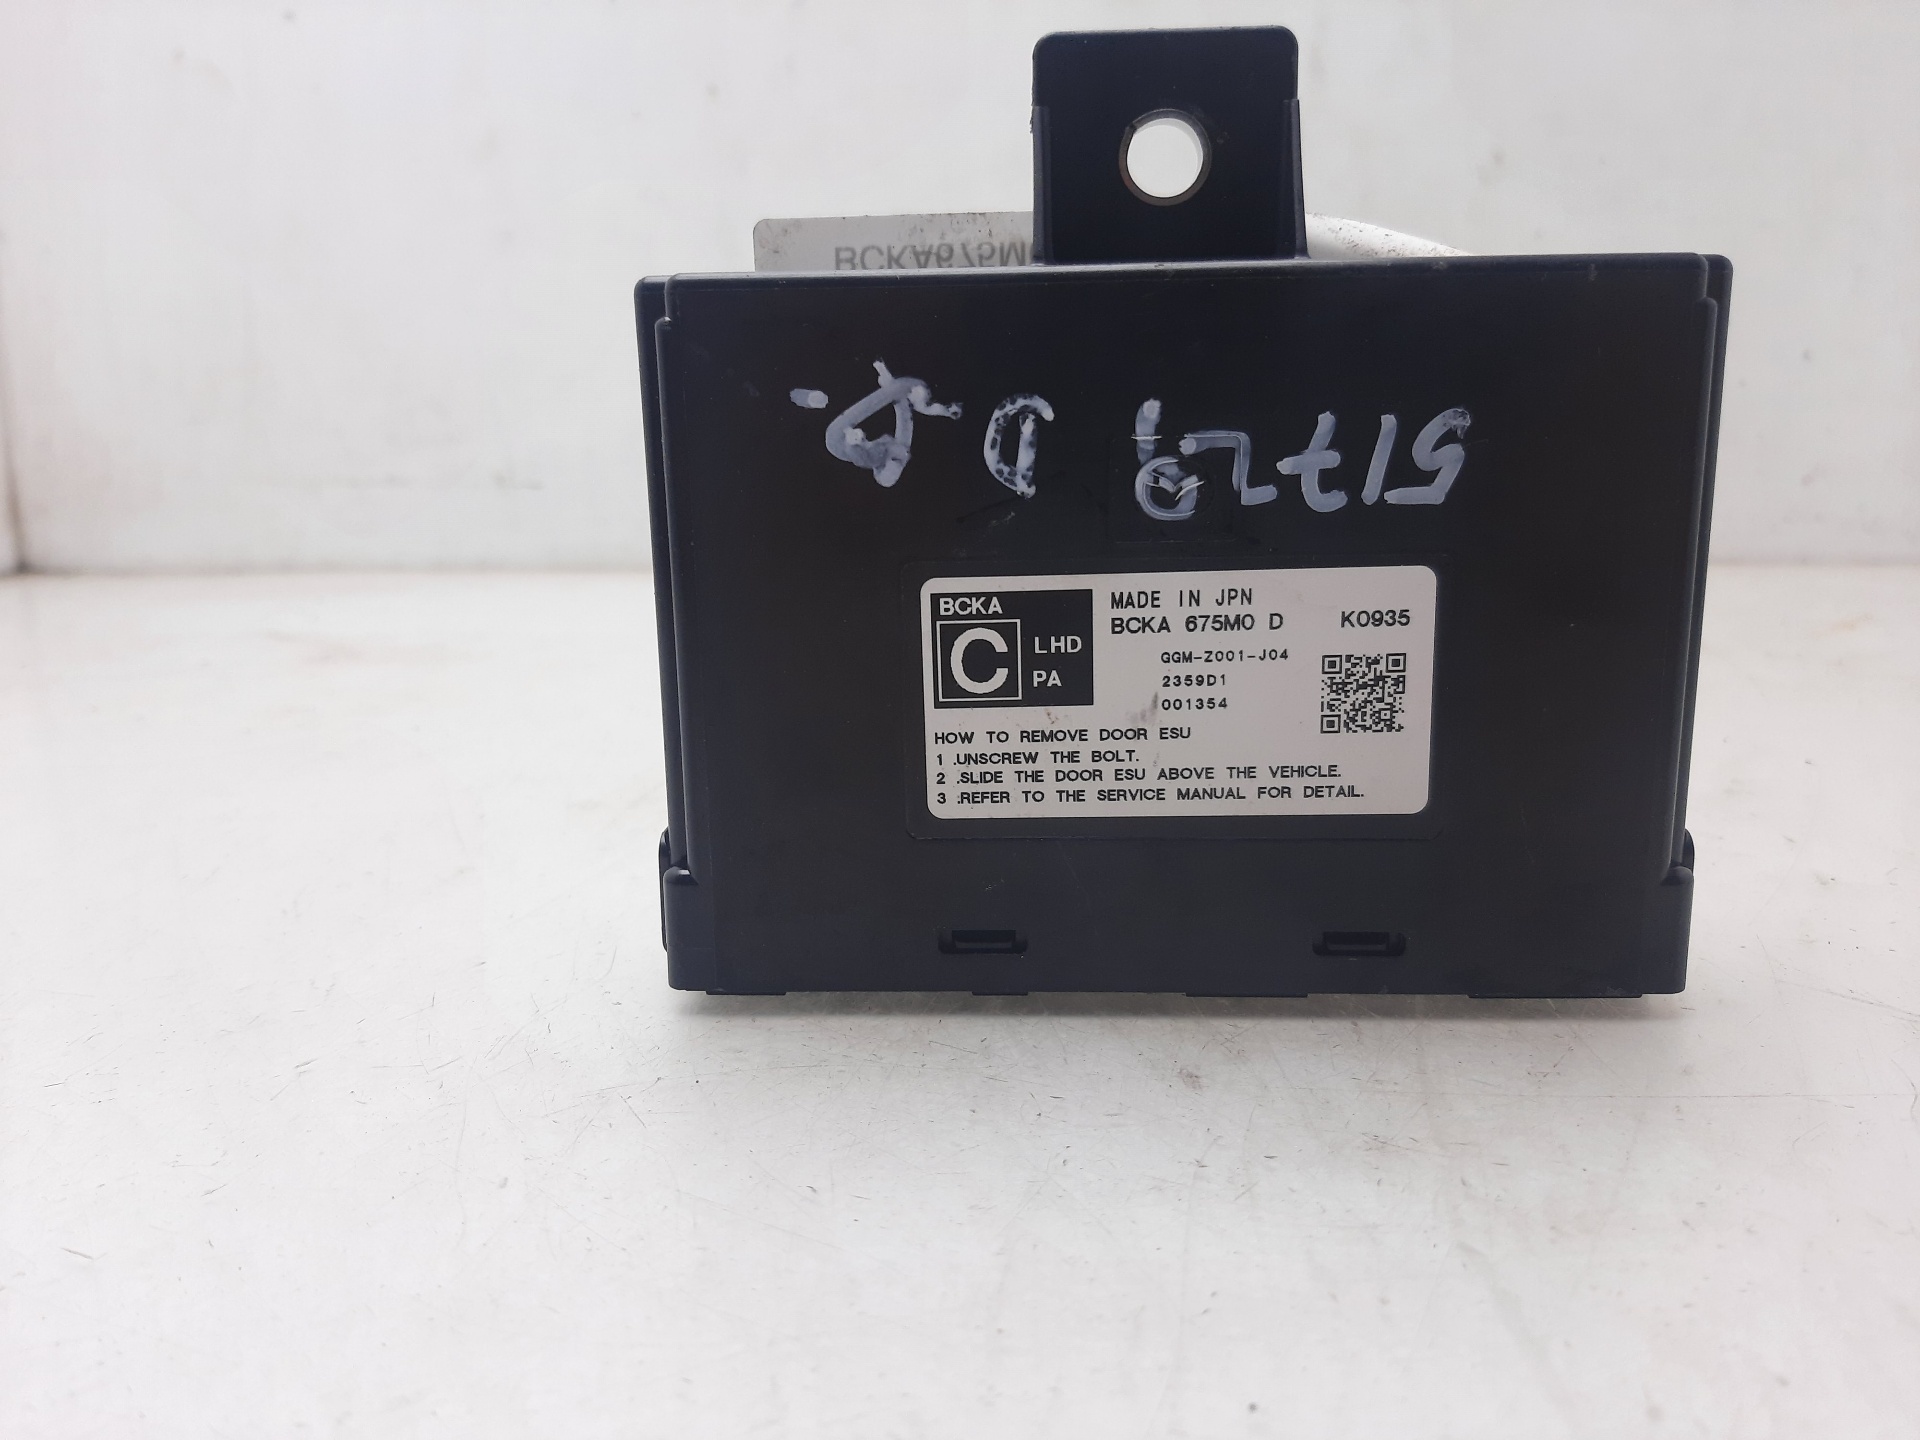 BCKA675M
51729 D
BCKA
C LHD
PA
MADE IN JPN
BCKA 675M0 D K0935
GGM-Z001-J04
2359D1
001354
HOW TO REMOVE DOOR ESU
1 .UNSCREW THE BOLT.
2 .SLIDE THE DOOR ESU ABOVE THE VEHICLE.
3 .REFER TO THE SERVICE MANUAL FOR DETAIL.